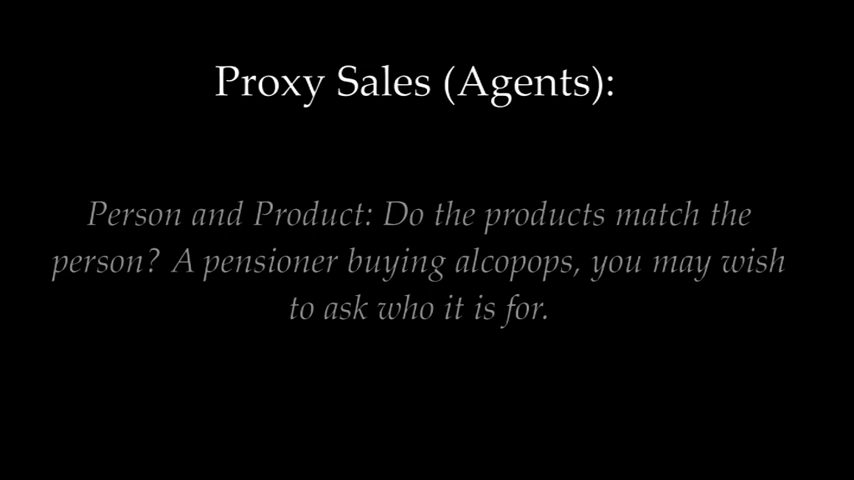 Proxy Sales (Agents):
Person and Product: Do the products match the
person? A pensioner buying alcopops, you may wish
to ask who it is for.